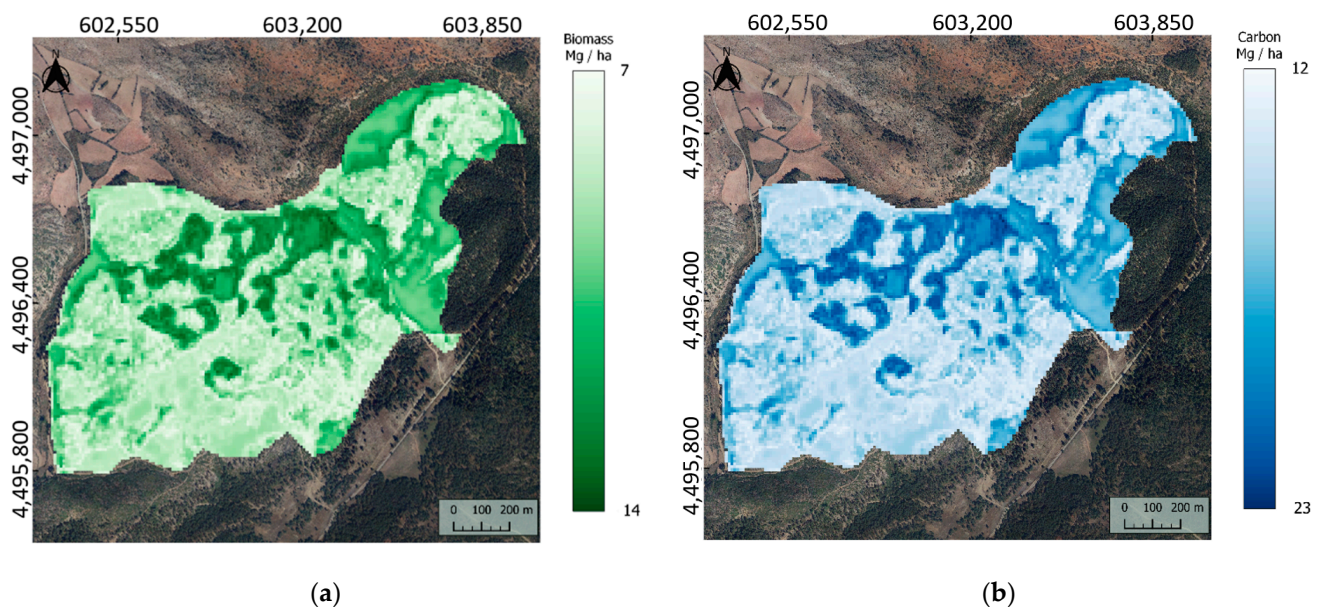 602,550 603,200 603,850
Biomass
Mg / ha
7
14
N
4,497,000
4,496,400
4,495,800
0 100 200 m
(a)
602,550 603,200 603,850
Carbon
Mg / ha
12
23
N
4,497,000
4,496,400
4,495,800
0 100 200 m
(b)